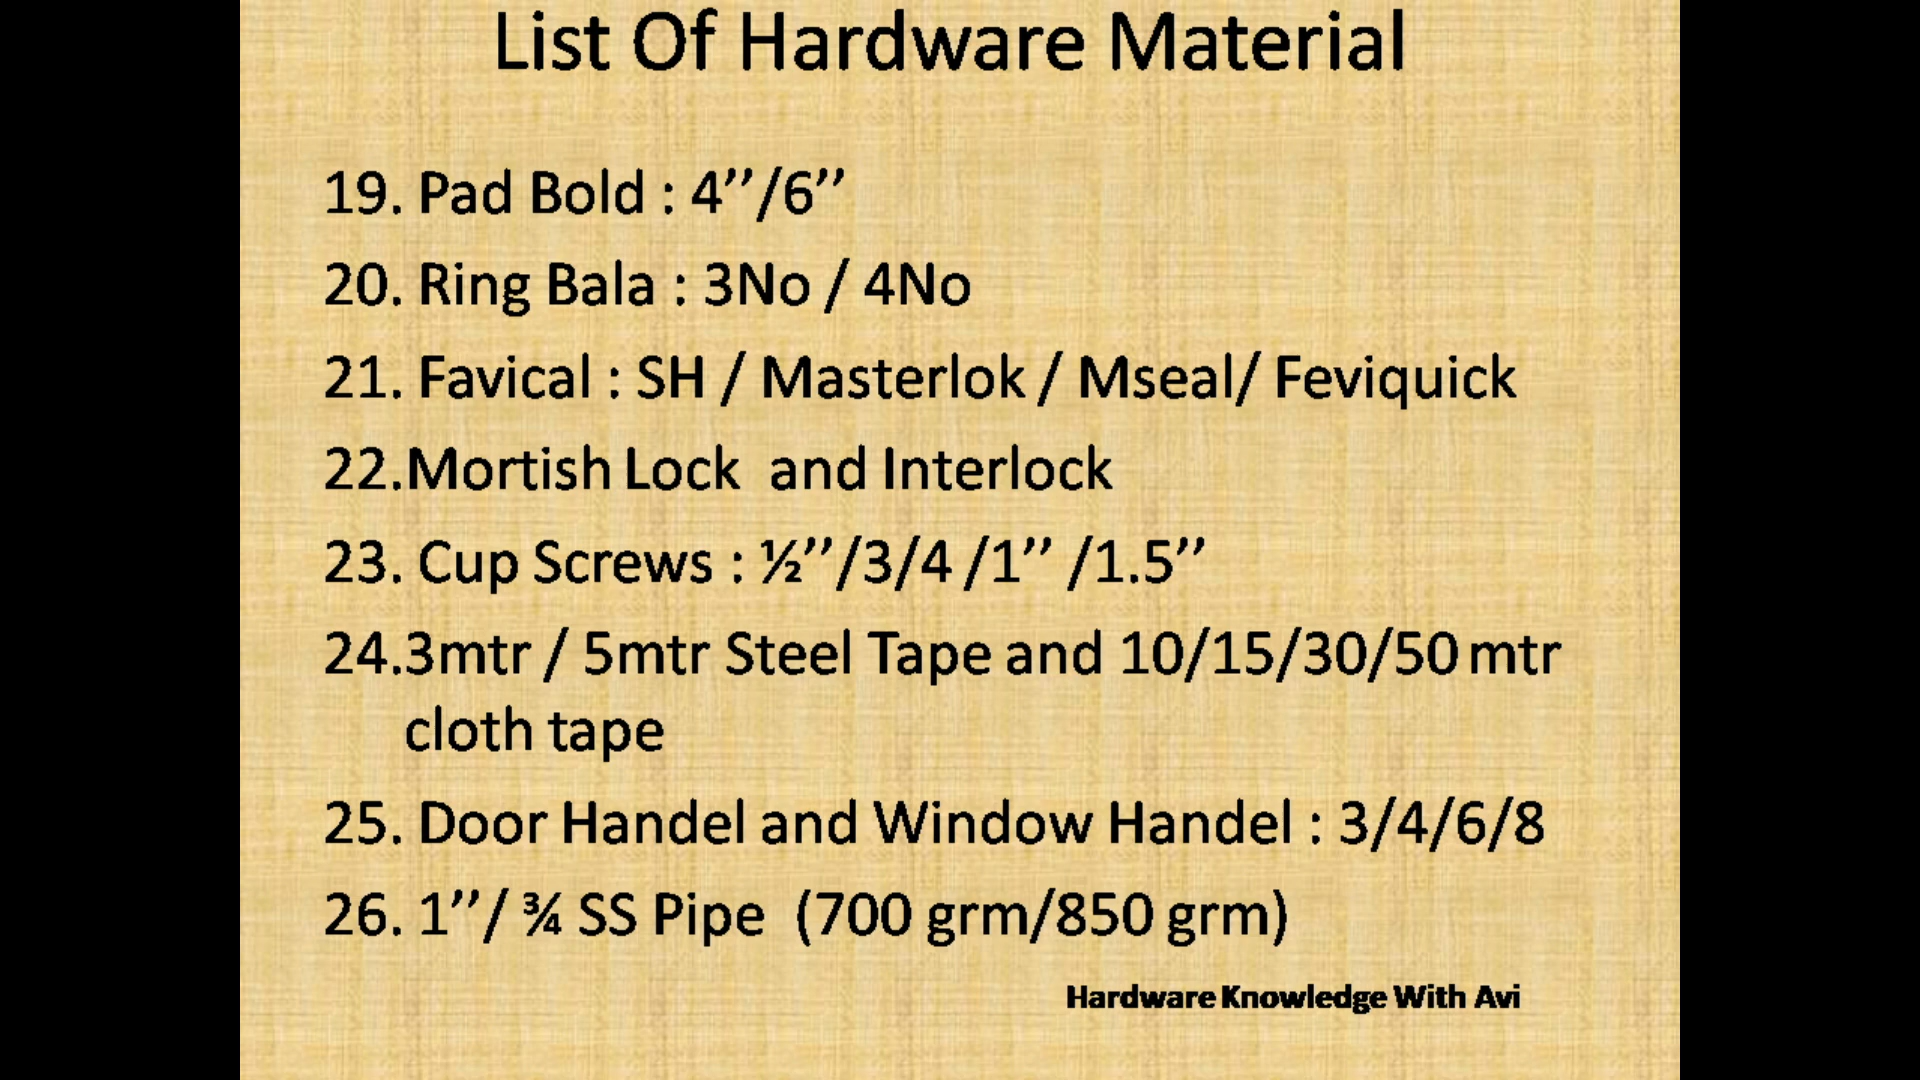 List Of Hardware Material
19. Pad Bold : 4’’/6’’
20. Ring Bala : 3No / 4No
21. Favical : SH / Masterlok / Mseal/ Feviquick
22.Mortish Lock  and Interlock
23. Cup Screws : ½’’/3/4 /1’’ /1.5’’
24.3mtr / 5mtr Steel Tape and 10/15/30/50 mtr
cloth tape
25. Door Handel and Window Handel : 3/4/6/8
26. 1’’/ ¾ SS Pipe  (700 grm/850 grm)
Hardware Knowledge With Avi